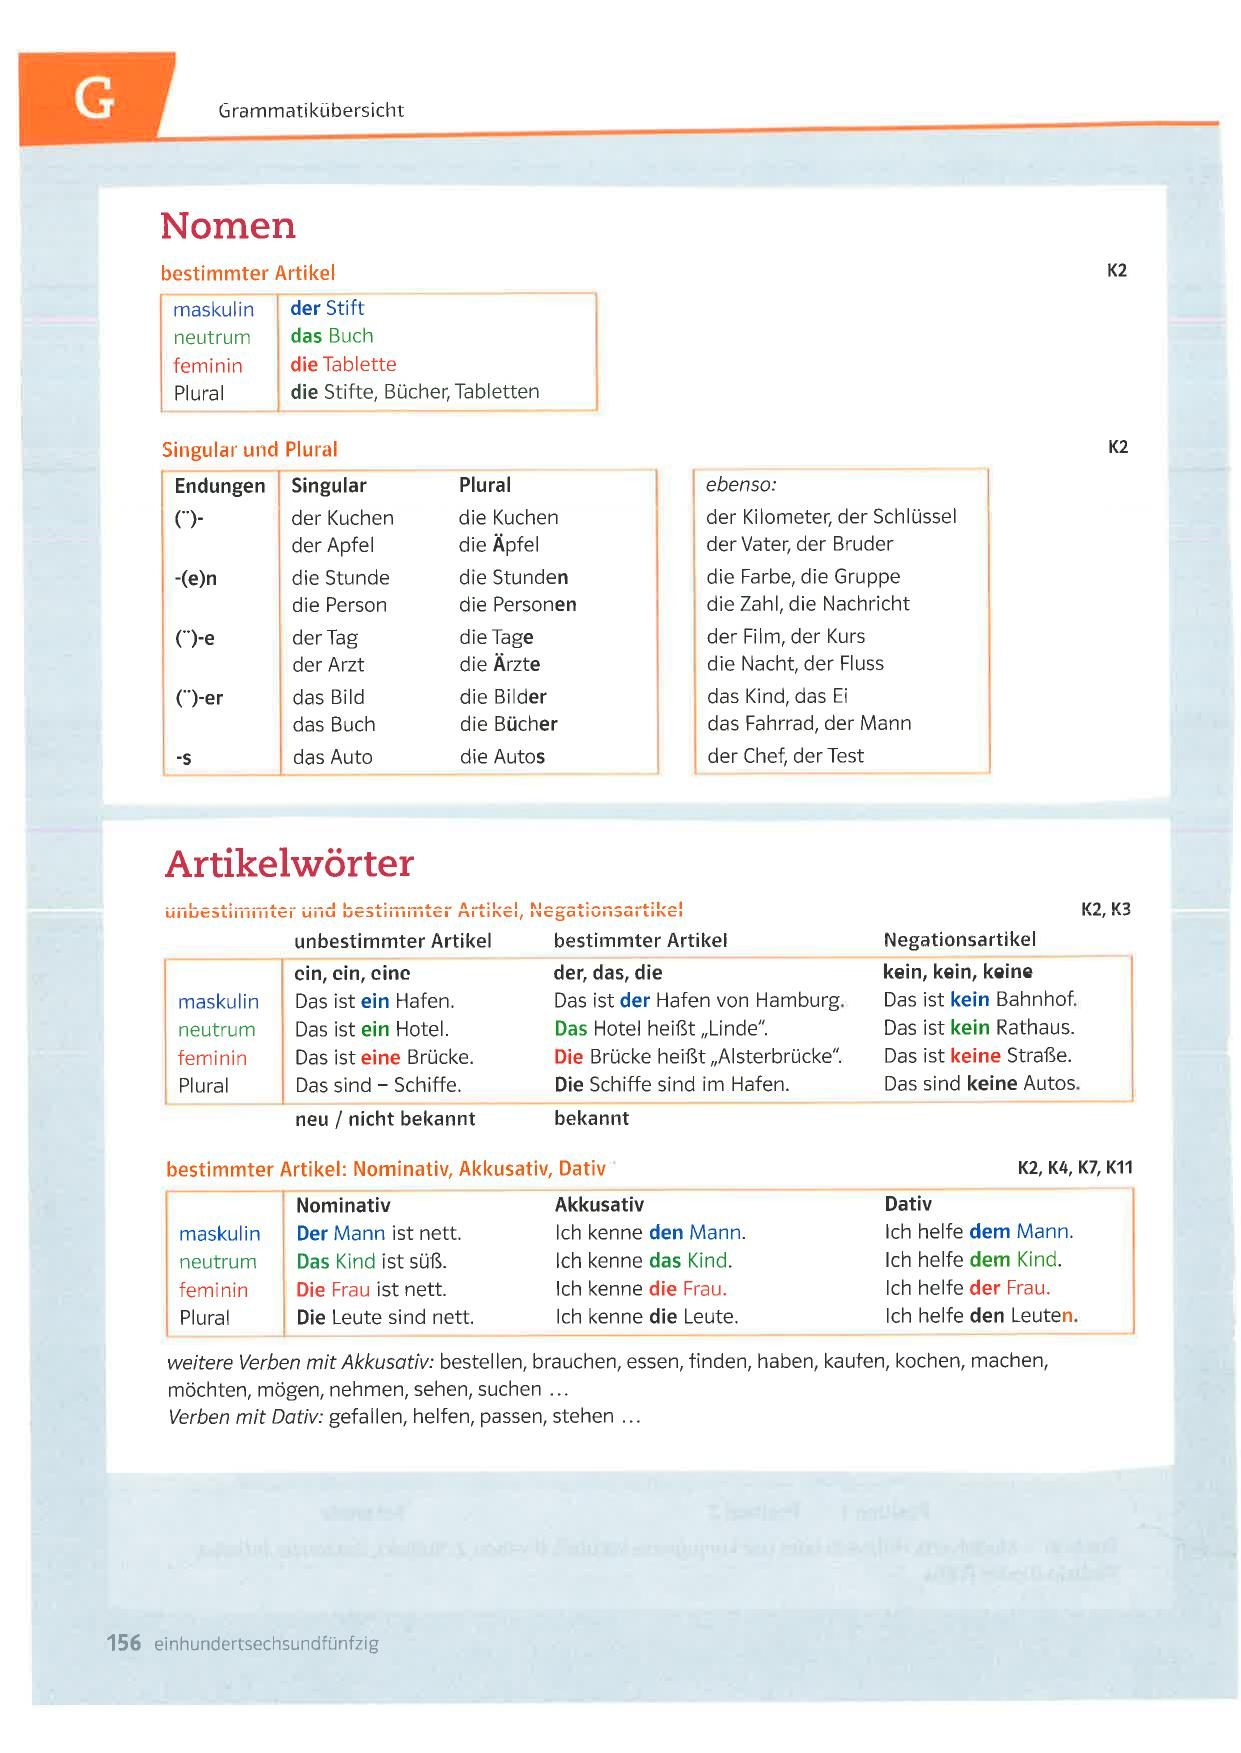 G
Grammatikübersicht
Nomen
bestimmter Artikel K2
maskulin der Stift
neutrum das Buch
feminin die Tablette
Plural die Stifte, Bücher, Tabletten
Singular und Plural K2
Endungen Singular Plural ebenso:
(¨)- der Kuchen die Kuchen der Kilometer, der Schlüssel
der Apfel die Äpfel der Vater, der Bruder
-(e)n die Stunde die Stunden die Farbe, die Gruppe
die Person die Personen die Zahl, die Nachricht
(¨)-e der Tag die Tage der Film, der Kurs
der Arzt die Ärzte die Nacht, der Fluss
(¨)-er das Bild die Bilder das Kind, das Ei
das Buch die Bücher das Fahrrad, der Mann
-s das Auto die Autos der Chef, der Test
Artikelwörter
unbestimmter und bestimmter Artikel, Negationsartikel K2, K3
unbestimmter Artikel bestimmter Artikel Negationsartikel
ein, ein, eine der, das, die kein, kein, keine
maskulin Das ist ein Hafen. Das ist der Hafen von Hamburg. Das ist kein Bahnhof.
neutrum Das ist ein Hotel. Das Hotel heißt „Linde“. Das ist kein Rathaus.
feminin Das ist eine Brücke. Die Brücke heißt „Alsterbrücke“. Das ist keine Straße.
Plural Das sind – Schiffe. Die Schiffe sind im Hafen. Das sind keine Autos.
neu / nicht bekannt bekannt
bestimmter Artikel: Nominativ, Akkusativ, Dativ K2, K4, K7, K11
Nominativ Akkusativ Dativ
maskulin Der Mann ist nett. Ich kenne den Mann. Ich helfe dem Mann.
neutrum Das Kind ist süß. Ich kenne das Kind. Ich helfe dem Kind.
feminin Die Frau ist nett. Ich kenne die Frau. Ich helfe der Frau.
Plural Die Leute sind nett. Ich kenne die Leute. Ich helfe den Leuten.
weitere Verben mit Akkusativ: bestellen, brauchen, essen, finden, haben, kaufen, kochen, machen,
möchten, mögen, nehmen, sehen, suchen ...
Verben mit Dativ: gefallen, helfen, passen, stehen ...
156 einhundertsechsundfünfzig